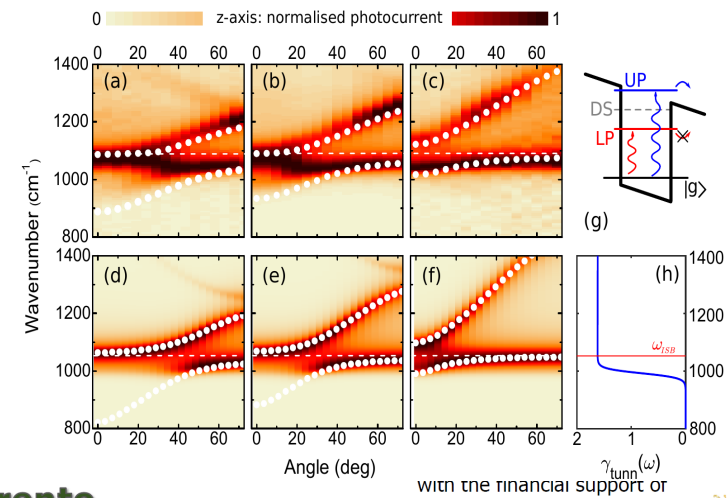 0 z-axis: normalised photocurrent 1
0 20 40 60 0 20 40 60 0 20 40 60
1400 (a) (b) (c)
1200
1000
800
Wavenumber (cm⁻¹)
UP
DS
LP
|g>
(g)
1400 (d) (e) (f) (h) 1400
1200 1200
ω_ISB
1000 1000
800 800
0 20 40 60 0 20 40 60 0 20 40 60 2 1 0
Angle (deg) γ_tunn(ω)
with the financial support of